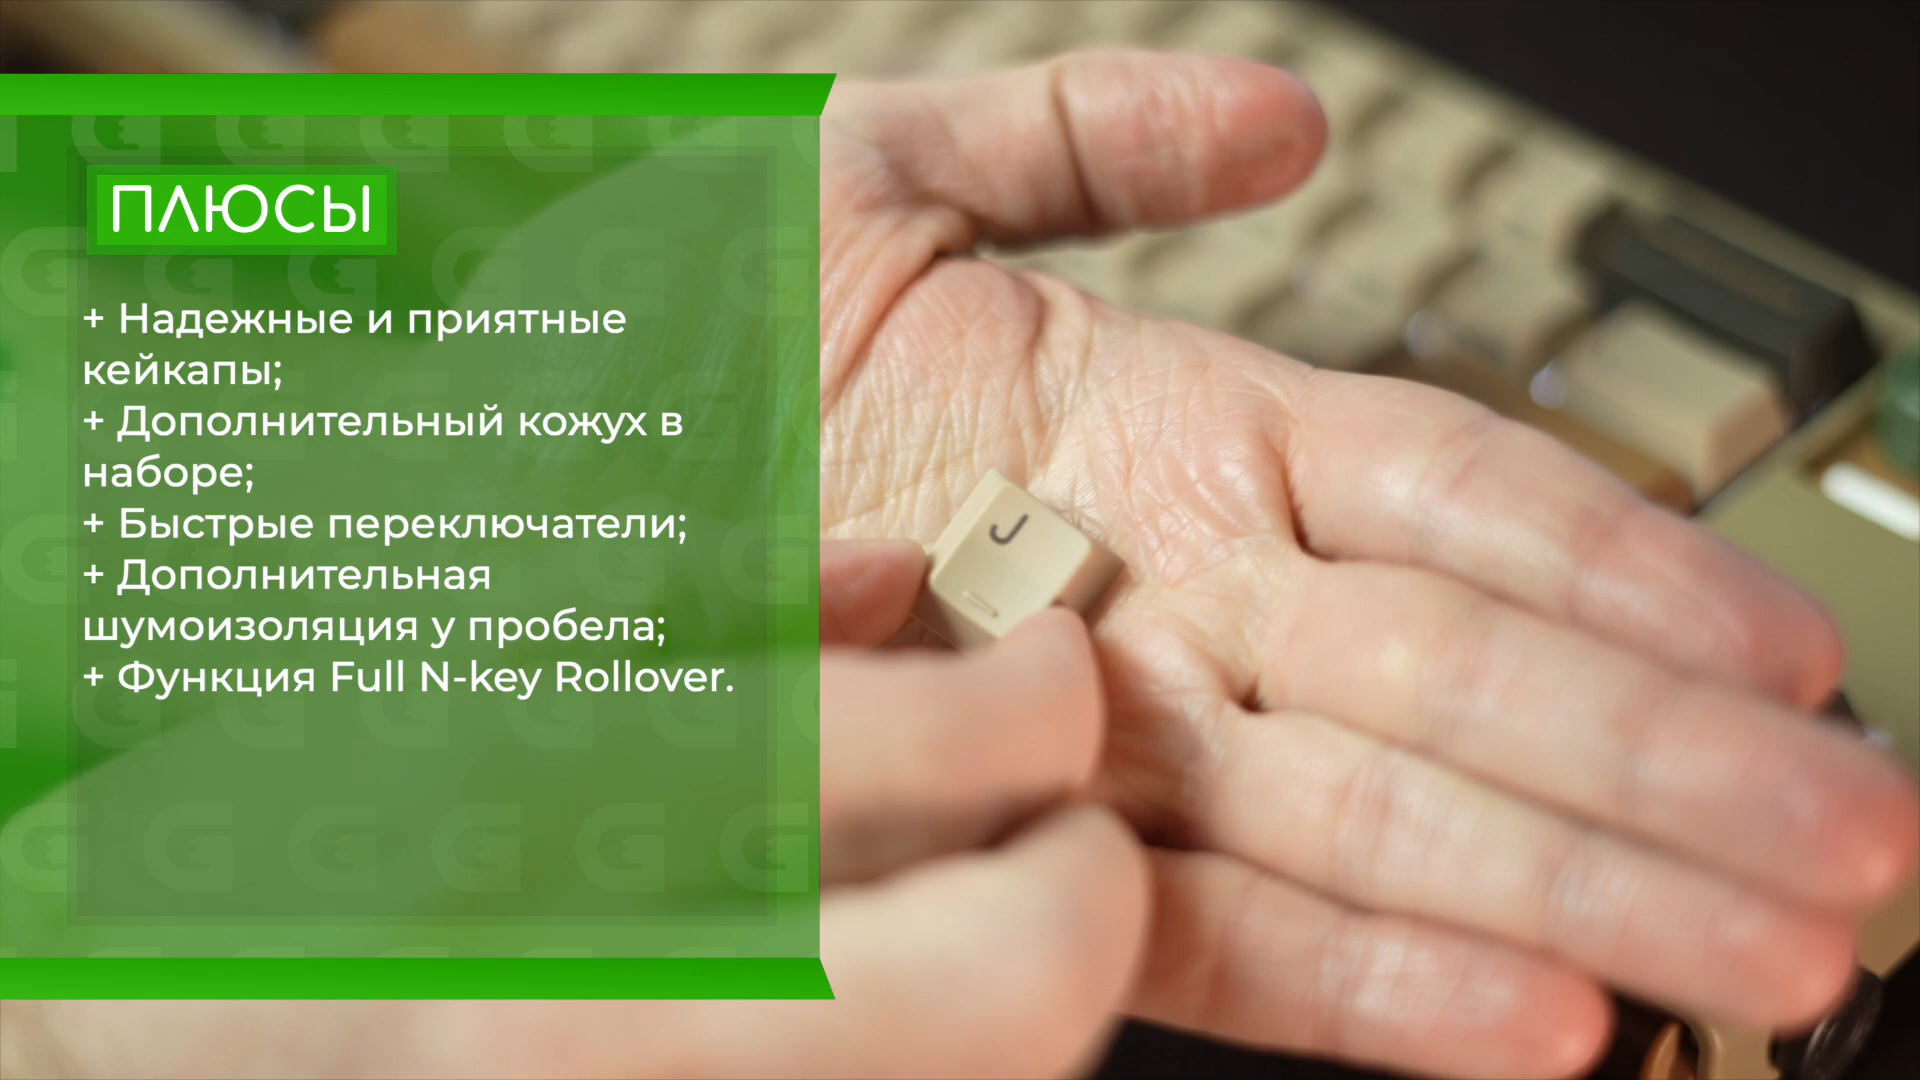 ПЛЮСЫ
+ Надежные и приятные
кейкапы;
+ Дополнительный кожух в
наборе;
+ Быстрые переключатели;
+ Дополнительная
шумоизоляция у пробела;
+ Функция Full N-key Rollover.
J